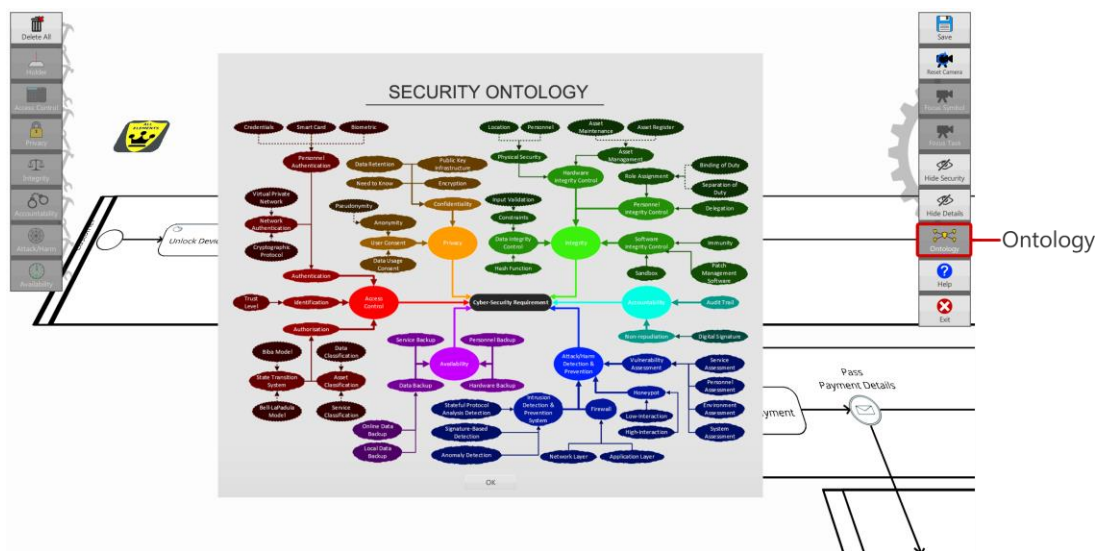 Delete All
Holder
Access Control
Privacy
Integrity
Accountability
Attack/Harm
Availability
ALL
ELEMENTS
Unlock Devi
SECURITY ONTOLOGY
Credentials
Smart Card
Biometric
Personnel
Authentication
Virtual Private
Network
Network
Authentication
Cryptographic
Protocol
Authentication
Trust
Level
Identification
Access
Control
Authorisation
Biba Model
Data
Classification
State Transition
System
Asset
Classification
Bell LaPadula
Model
Service
Classification
Data Retention
Public Key
Infrastructure
Need to Know
Encryption
Confidentiality
Pseudonymity
Anonymity
User Consent
Privacy
Data Usage
Consent
Location
Personnel
Asset
Maintenance
Asset Register
Physical Security
Asset
Management
Hardware
Integrity Control
Role Assignment
Binding of Duty
Separation of
Duty
Input Validation
Personnel
Integrity Control
Delegation
Constraints
Data Integrity
Control
Integrity
Software
Integrity Control
Immunity
Hash Function
Sandbox
Patch
Management
Software
Cyber-Security Requirement
Accountability
Audit Trail
Non-repudiation
Digital Signature
Service Backup
Personnel Backup
Availability
Data Backup
Hardware Backup
Online Data
Backup
Local Data
Backup
Attack/Harm
Detection &
Prevention
Vulnerability
Assessment
Service
Assessment
Personnel
Assessment
Environment
Assessment
System
Assessment
Honeypot
Low-Interaction
High-Interaction
Stateful Protocol
Analysis Detection
Intrusion
Detection &
Prevention
System
Firewall
Signature-Based
Detection
Anomaly Detection
Network Layer
Application Layer
OK
Save
Reset Camera
Focus Symbol
Focus Task
Hide Security
Hide Details
Ontology
Help
Exit
Ontology
Pass
Payment Details
yment